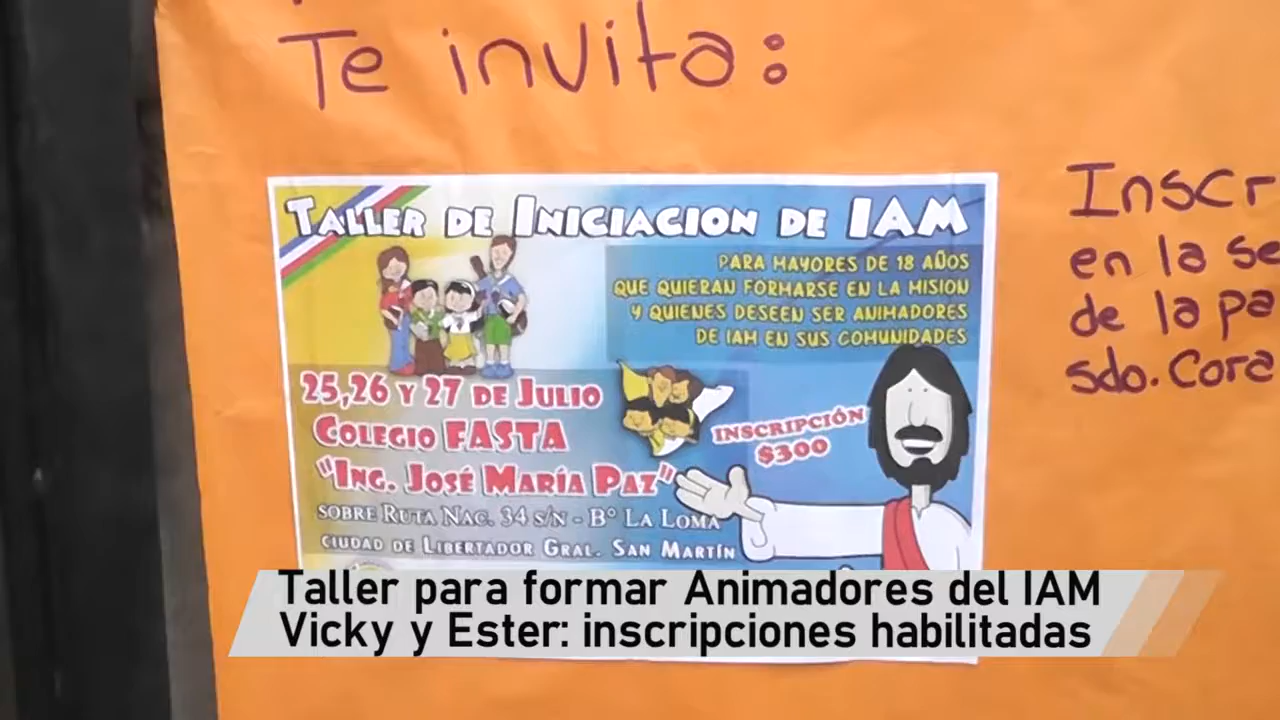 Te invita:
TALLER DE INICIACION DE IAM
PARA MAYORES DE 18 AÑOS
QUE QUIERAN FORMARSE EN LA MISION
Y QUIENES DESEEN SER ANIMADORES
DE IAM EN SUS COMUNIDADES
25,26 Y 27 DE JULIO
COLEGIO FASTA
"ING. JOSÉ MARÍA PAZ"
SOBRE RUTA NAC. 34 S/N - B° LA LOMA
CIUDAD DE LIBERTADOR GRAL. SAN MARTÍN
INSCRIPCIÓN
$300
Inscr
en la se
de la pa
sdo. Cora
Taller para formar Animadores del IAM
Vicky y Ester: inscripciones habilitadas